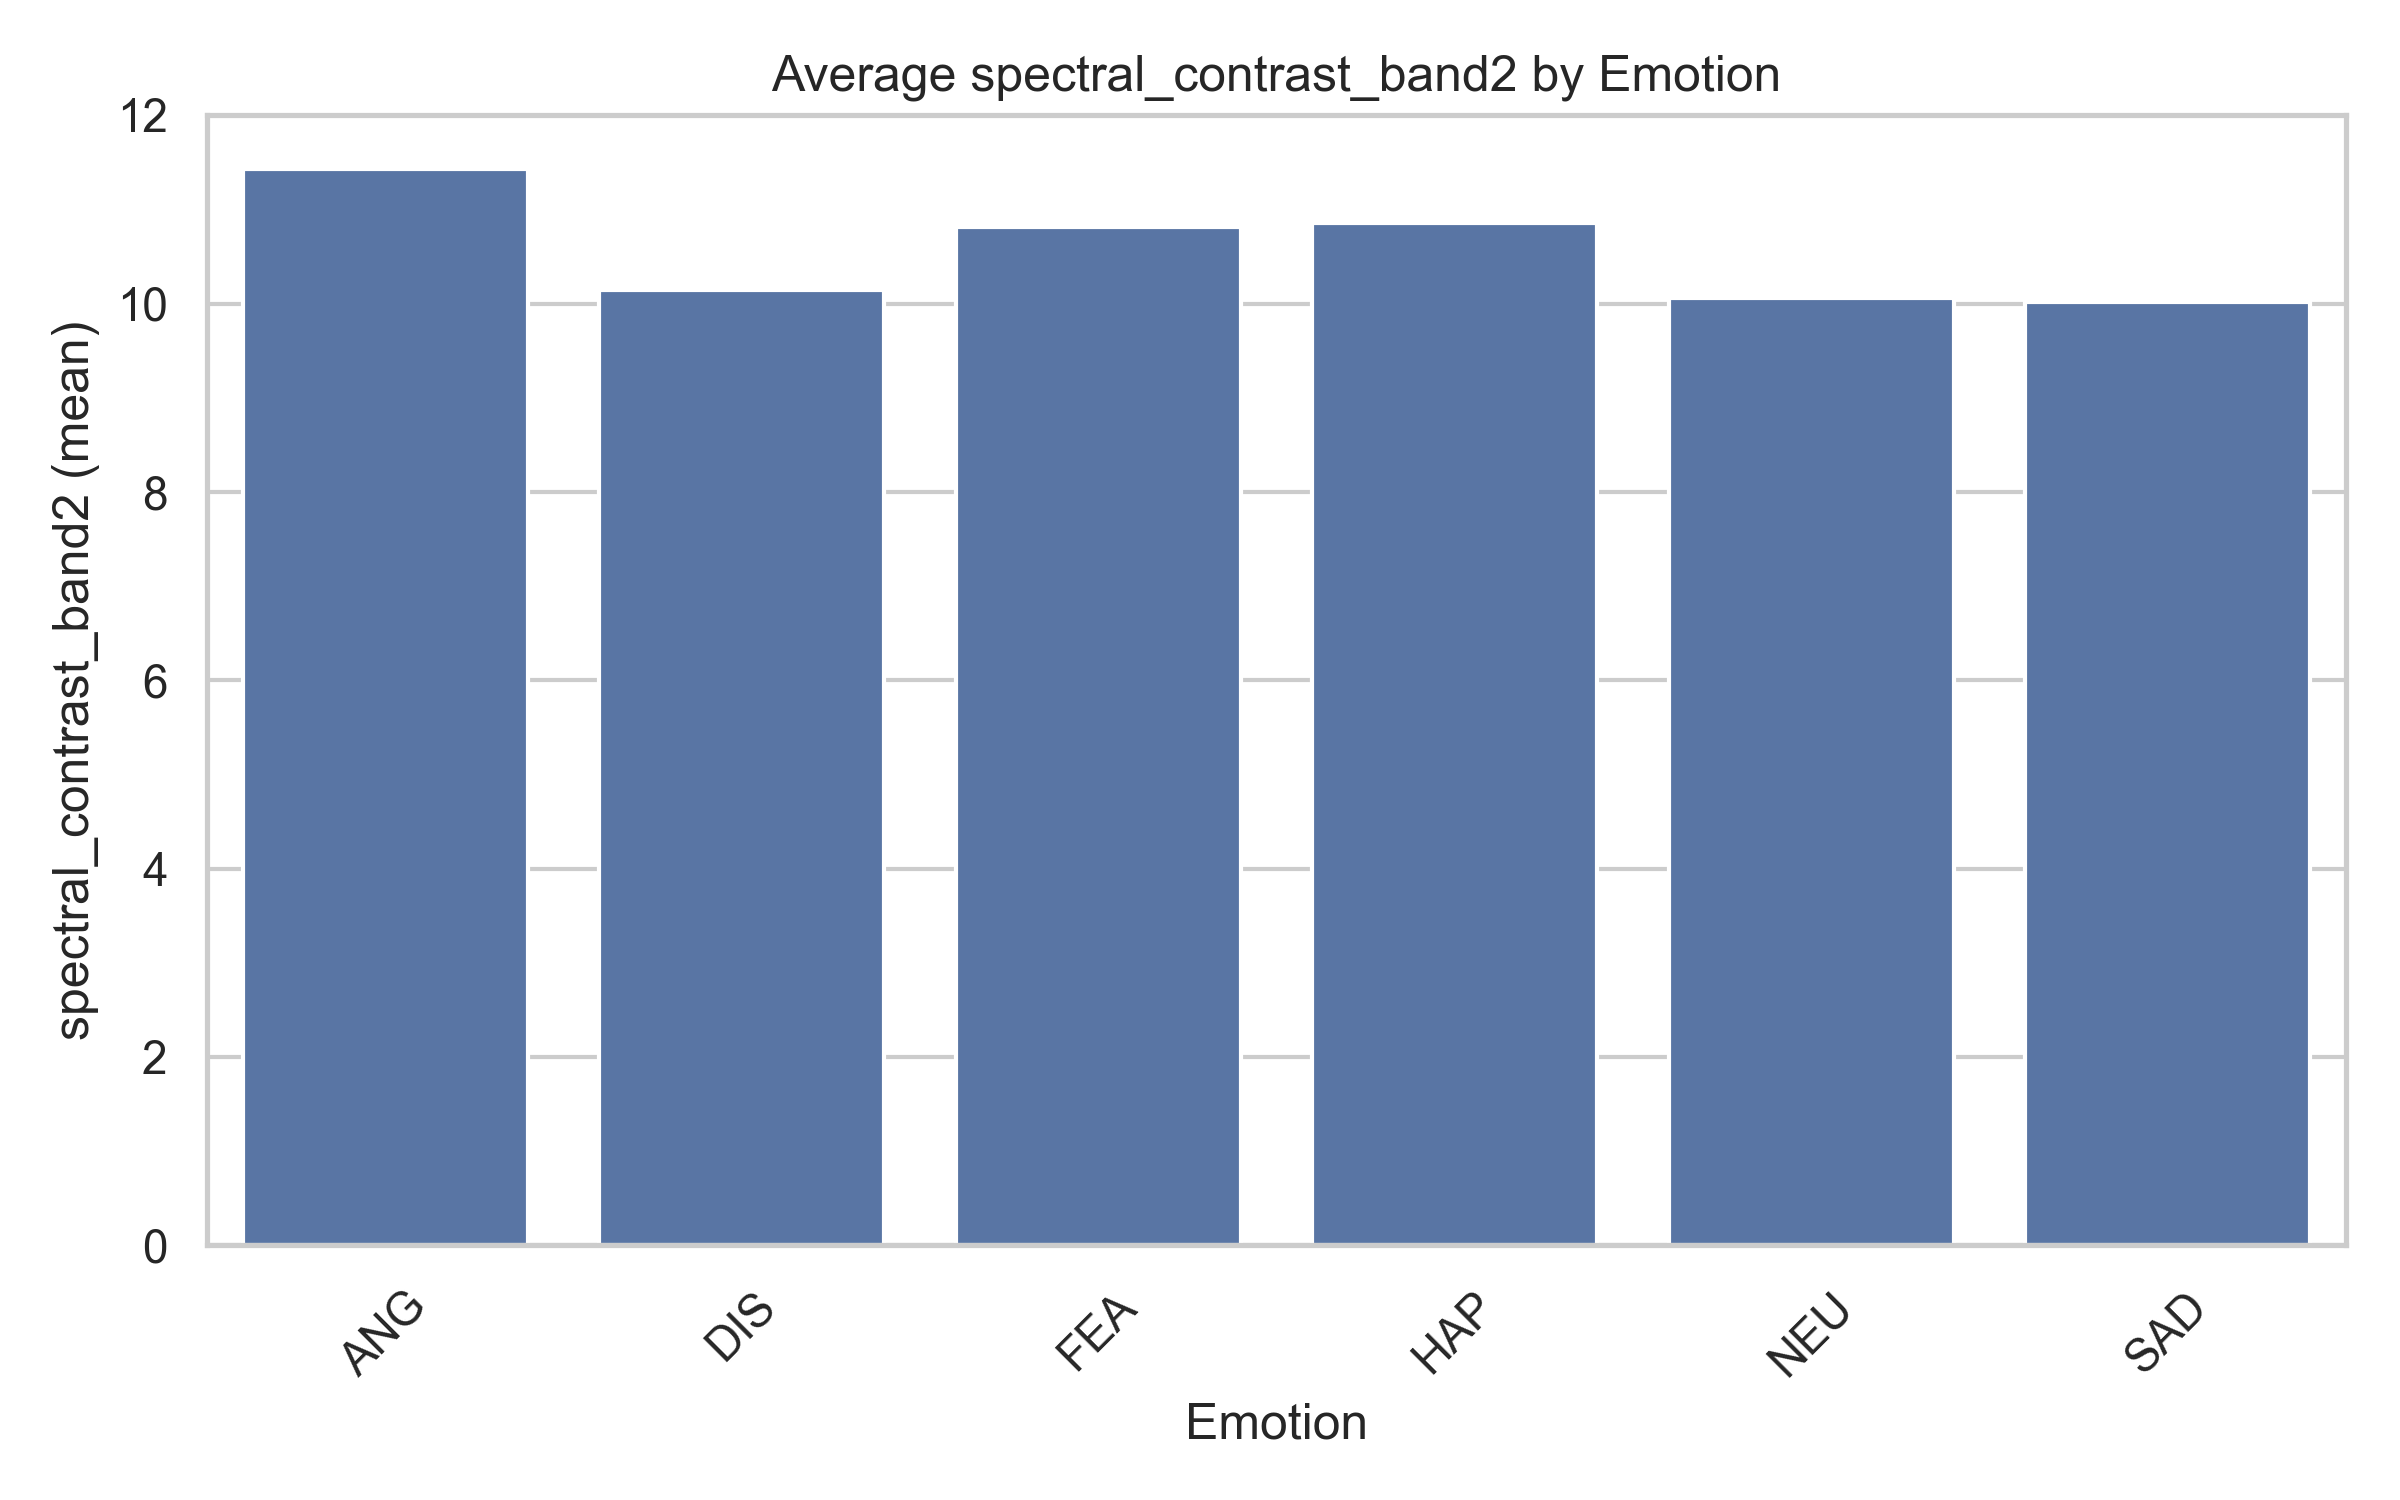 Average spectral_contrast_band2 by Emotion
spectral_contrast_band2 (mean)
12
10
8
6
4
2
0
ANG
DIS
FEA
HAP
NEU
SAD
Emotion